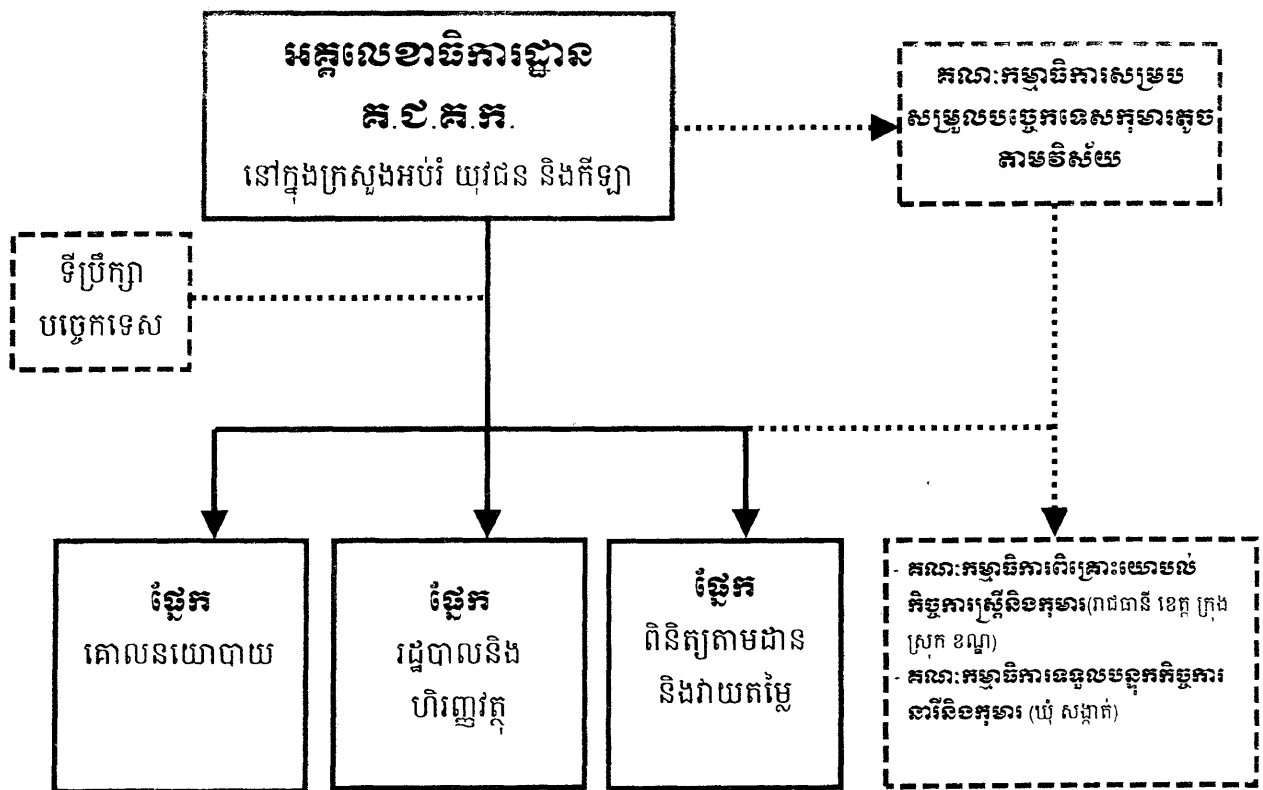 អគ្គលេខាធិការដ្ឋាន
គ.ជ.គ.ក.
នៅក្នុងក្រសួងអប់រំ យុវជន និងកីឡា
គណៈកម្មាធិការសម្រប
សម្រួលបច្ចេកទេសកុមារតូច
តាមវិស័យ
ទីប្រឹក្សា
បច្ចេកទេស
ផ្នែក
គោលនយោបាយ
ផ្នែក
រដ្ឋបាលនិង
ហិរញ្ញវត្ថុ
ផ្នែក
ពិនិត្យតាមដាន
និងវាយតម្លៃ
- គណៈកម្មាធិការពិគ្រោះយោបល់
កិច្ចការស្ត្រីនិងកុមារ(រាជធានី ខេត្ត ក្រុង
ស្រុក ខណ្ឌ)
- គណៈកម្មាធិការទទួលបន្ទុកកិច្ចការ
នារីនិងកុមារ (ឃុំ សង្កាត់)